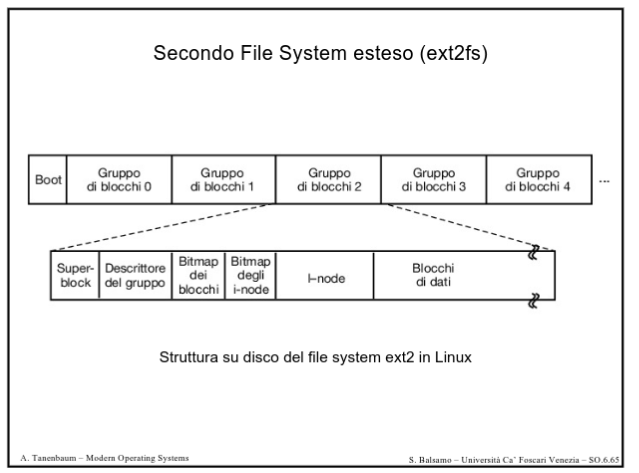 Secondo File System esteso (ext2fs)
Boot
Gruppo
di blocchi 0
Gruppo
di blocchi 1
Gruppo
di blocchi 2
Gruppo
di blocchi 3
Gruppo
di blocchi 4
...
Super-
block
Descrittore
del gruppo
Bitmap
dei
blocchi
Bitmap
degli
i-node
I-node
Blocchi
di dati
Struttura su disco del file system ext2 in Linux
A. Tanenbaum – Modern Operating Systems
S. Balsamo – Università Ca' Foscari Venezia – SO.6.65